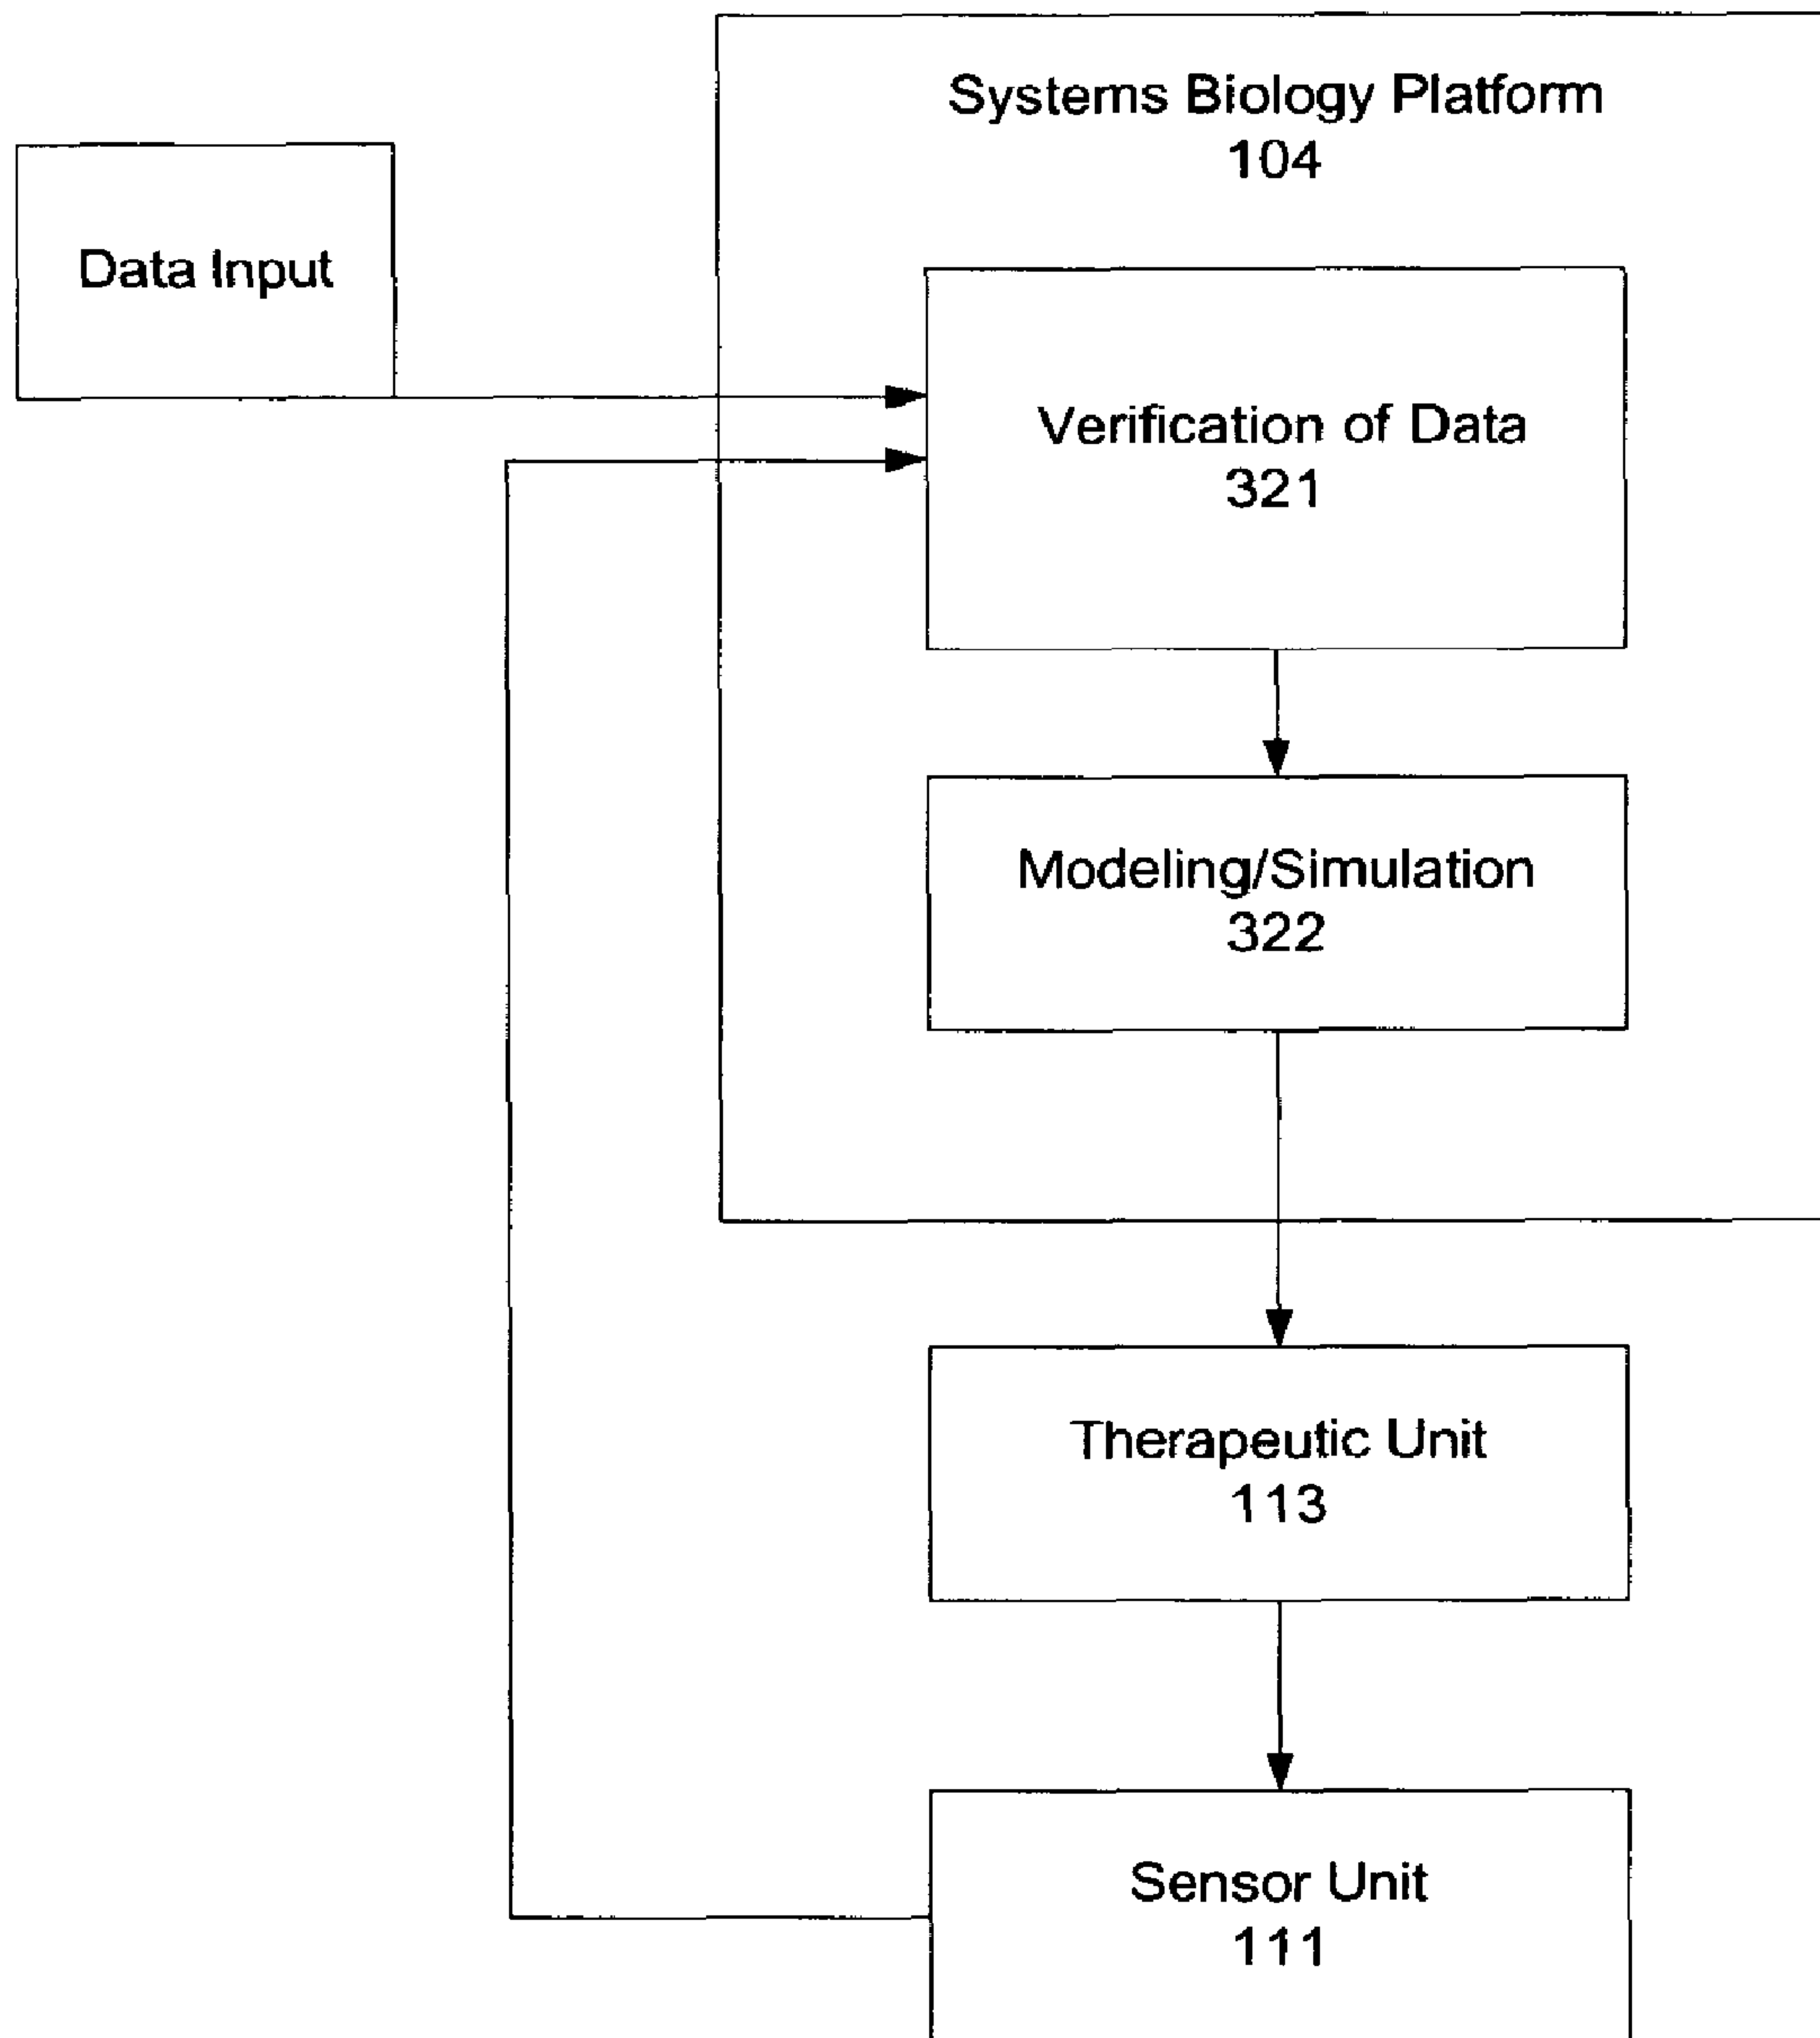 Systems Biology Platform
104
Data Input
Verification of Data
321
Modeling/Simulation
322
Therapeutic Unit
113
Sensor Unit
111